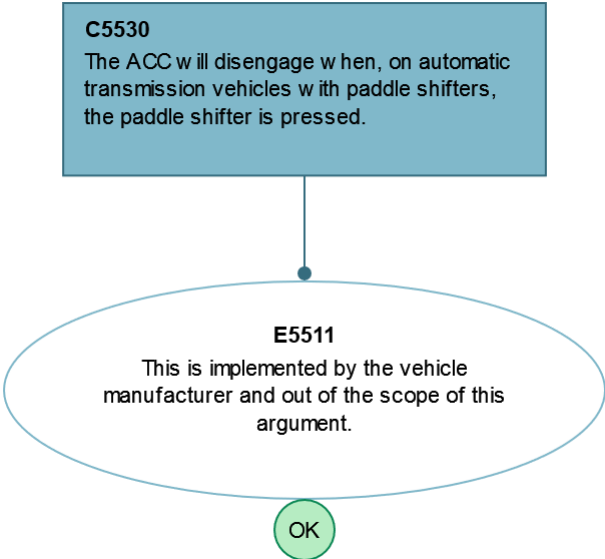 C5530
The ACC will disengage when, on automatic
transmission vehicles with paddle shifters,
the paddle shifter is pressed.
E5511
This is implemented by the vehicle
manufacturer and out of the scope of this
argument.
OK